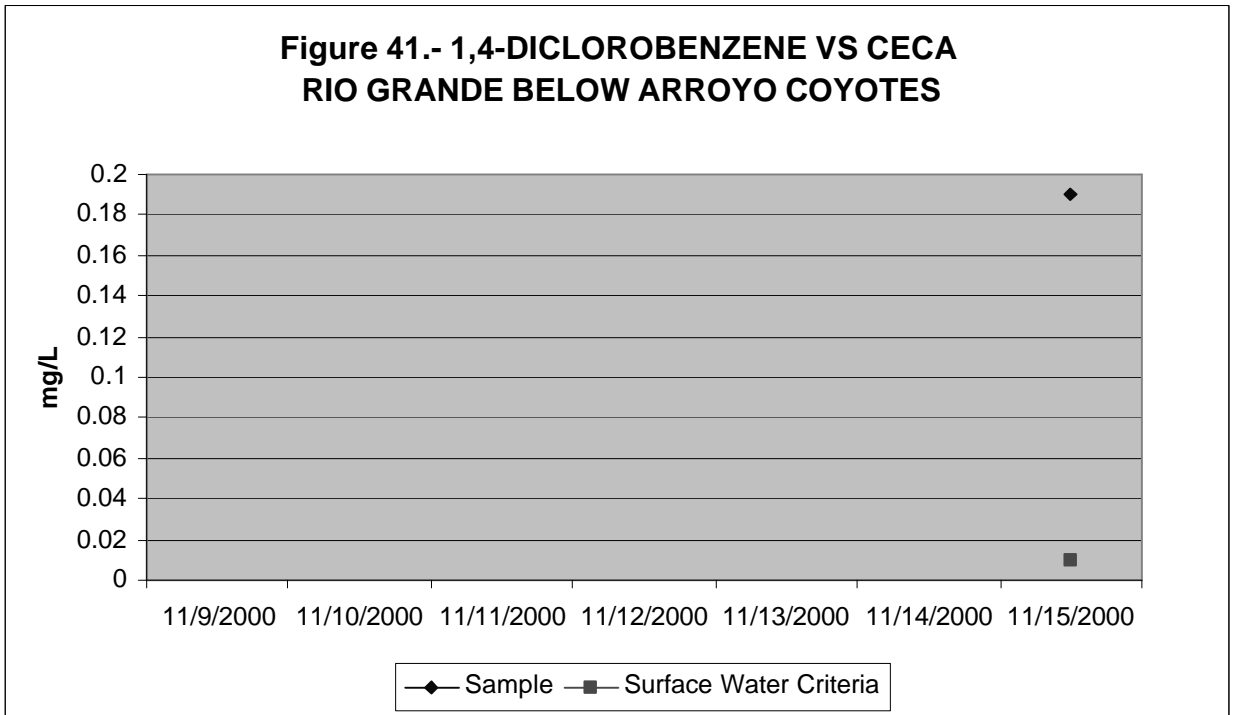 Figure 41.- 1,4-DICLOROBENZENE VS CECA
RIO GRANDE BELOW ARROYO COYOTES
mg/L
0.2
0.18
0.16
0.14
0.12
0.1
0.08
0.06
0.04
0.02
0
11/9/2000 11/10/2000 11/11/2000 11/12/2000 11/13/2000 11/14/2000 11/15/2000
Sample Surface Water Criteria